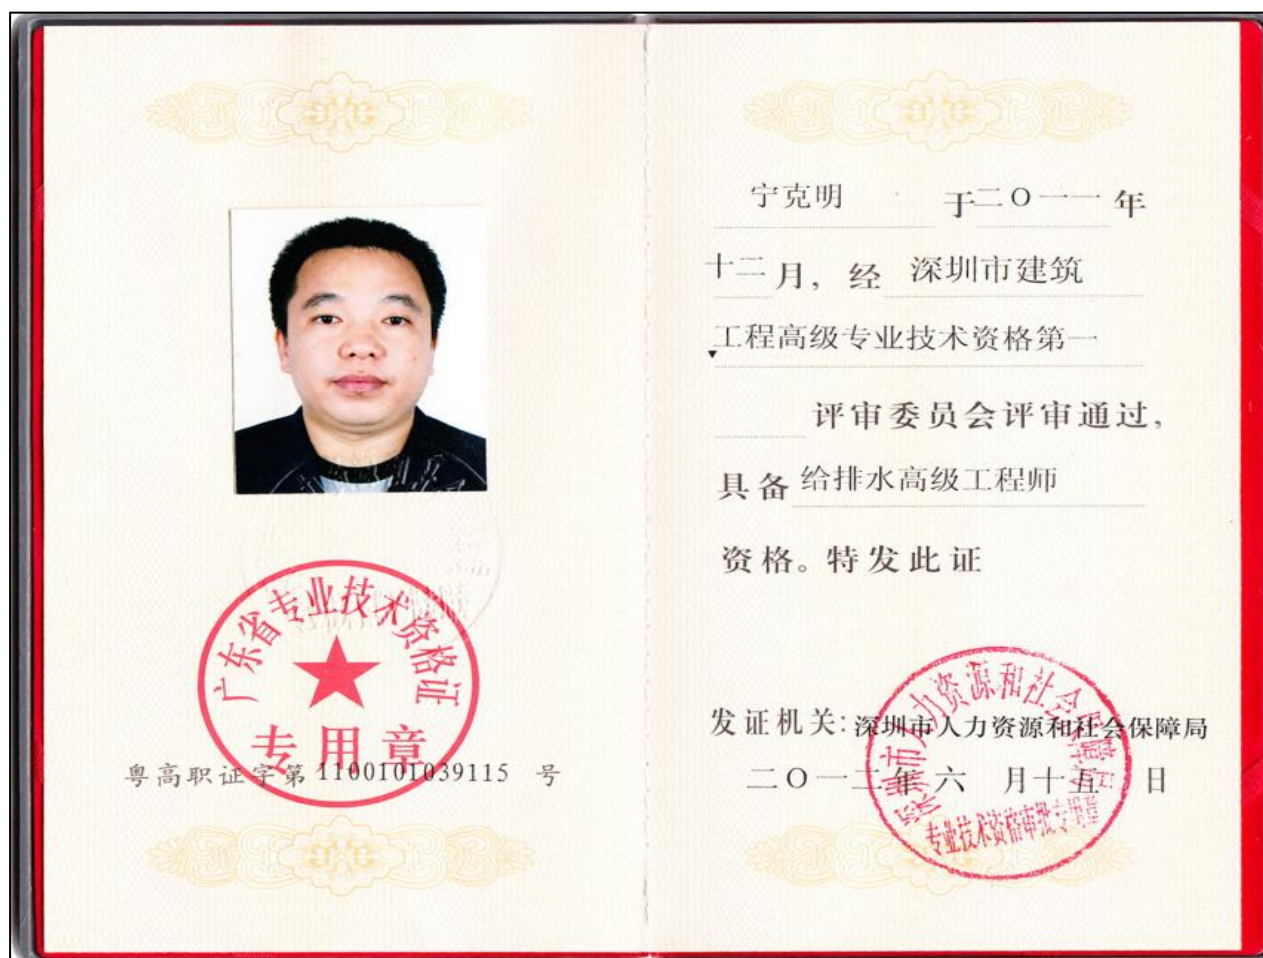 广东省专业技术资格证
专用章
粤高职证字第 1100101039115 号
宁克明 于二〇一一年
十二月，经 深圳市建筑
工程高级专业技术资格第一
评审委员会评审通过，
具备 给排水高级工程师
资格。特发此证
发证机关：深圳市人力资源和社会保障局
二〇一二年六 月十五 日
深圳市人力资源和社会保障局
专业技术资格审批专用章